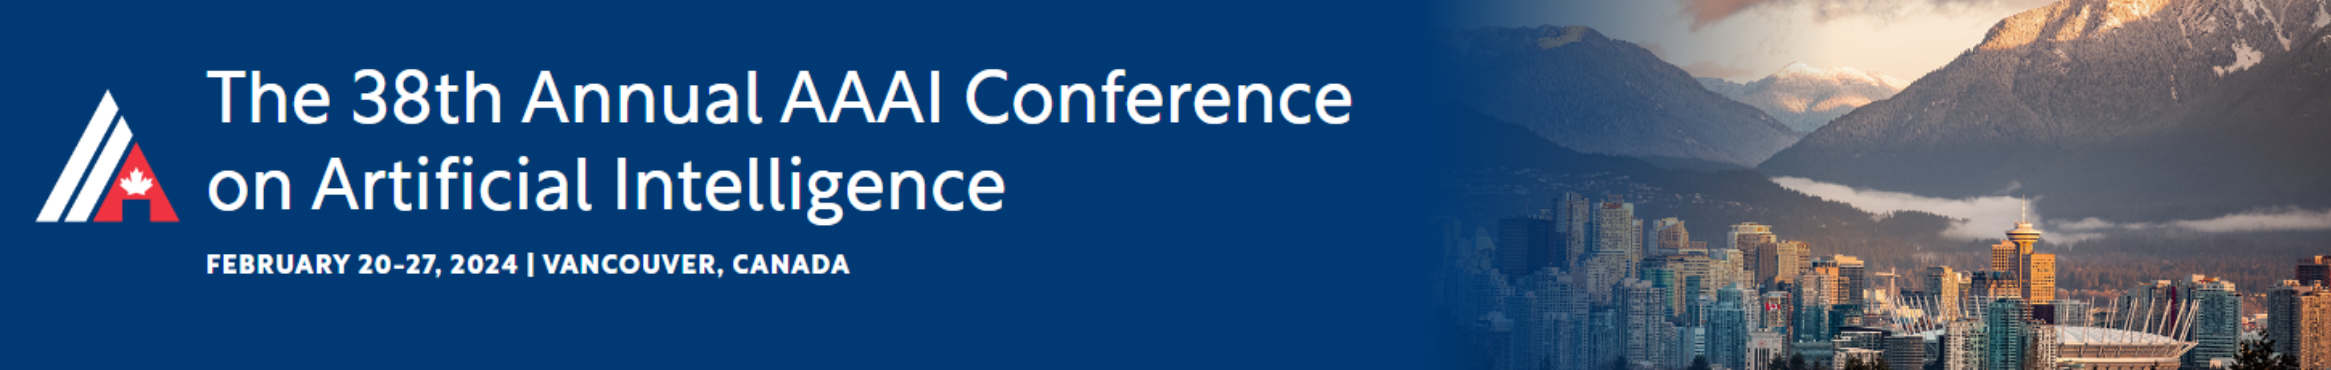 The 38th Annual AAAI Conference
on Artificial Intelligence
FEBRUARY 20-27, 2024 | VANCOUVER, CANADA